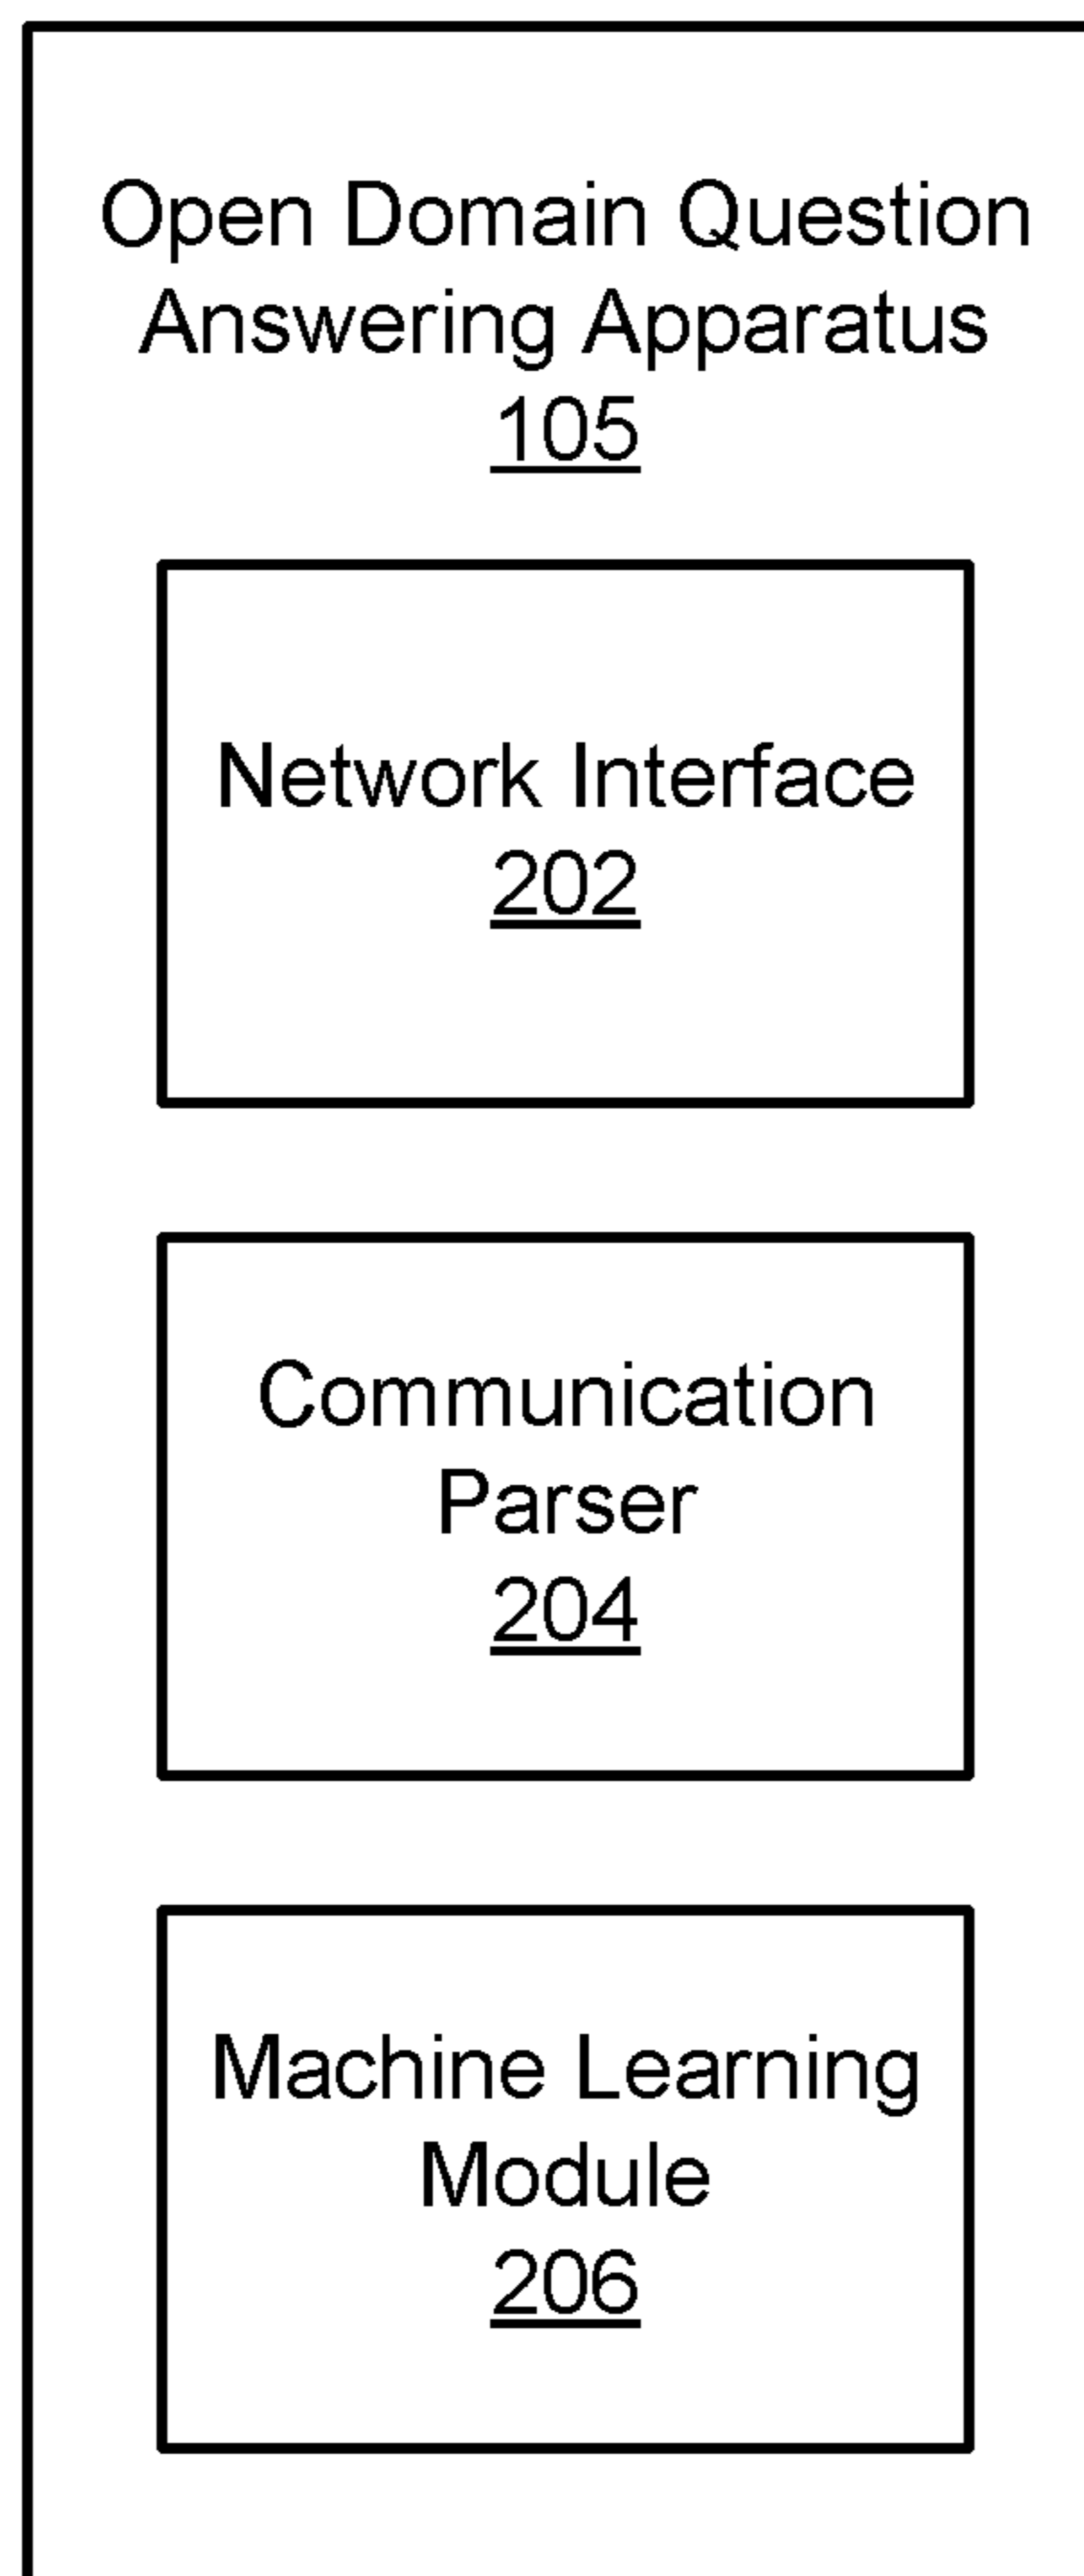 Open Domain Question
Answering Apparatus
105
Network Interface
202
Communication
Parser
204
Machine Learning
Module
206